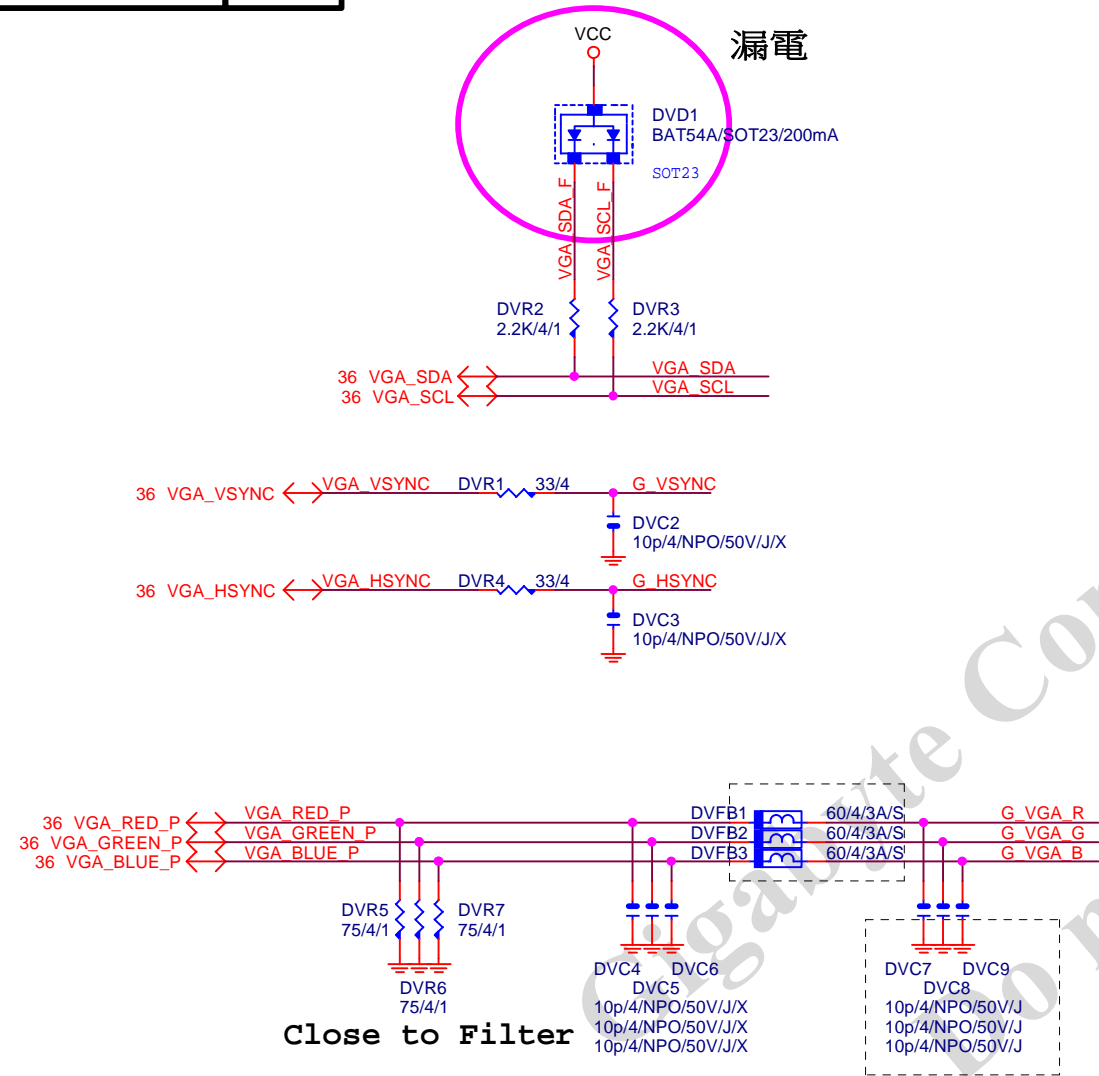 VCC
漏電
DVD1
BAT54A/SOT23/200mA
SOT23
VGA_SDA_F
VGA_SCL_F
DVR2
2.2K/4/1
DVR3
2.2K/4/1
36 VGA_SDA
VGA_SDA
36 VGA_SCL
VGA_SCL
36 VGA_VSYNC
VGA_VSYNC
DVR1
33/4
G_VSYNC
DVC2
10p/4/NPO/50V/J/X
36 VGA_HSYNC
VGA_HSYNC
DVR4
33/4
G_HSYNC
DVC3
10p/4/NPO/50V/J/X
36 VGA_RED_P
VGA_RED_P
DVFB1
60/4/3A/S
G_VGA_R
36 VGA_GREEN_P
VGA_GREEN_P
DVFB2
60/4/3A/S
G_VGA_G
36 VGA_BLUE_P
VGA_BLUE_P
DVFB3
60/4/3A/S
G_VGA_B
DVR5
75/4/1
DVR7
75/4/1
DVR6
75/4/1
Close to Filter
DVC4
DVC6
DVC5
10p/4/NPO/50V/J/X
10p/4/NPO/50V/J/X
10p/4/NPO/50V/J/X
DVC7
DVC9
DVC8
10p/4/NPO/50V/J
10p/4/NPO/50V/J
10p/4/NPO/50V/J
Gigabyte
Do